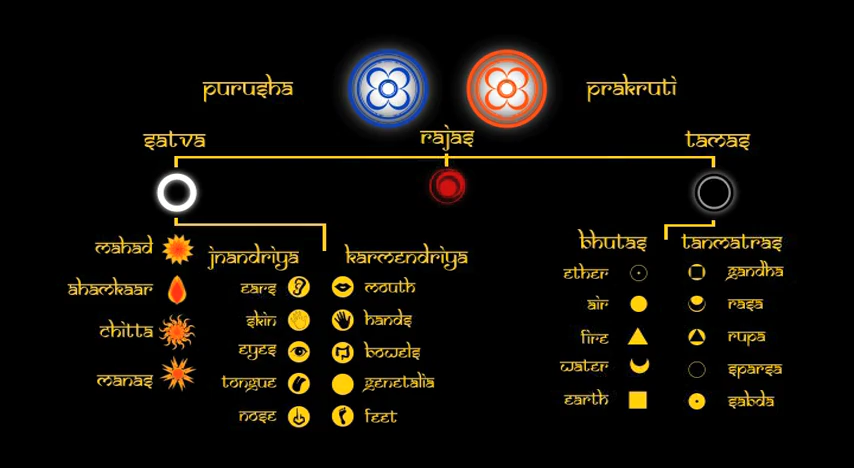 purusha prakruti
satva rajas tamas
mahad
ahamkaar
chitta
manas
jnandriya karmendriya
ears mouth
skin hands
eyes bowels
tongue genetalia
nose feet
bhutas tanmatras
ether gandha
air rasa
fire rupa
water sparsa
earth sabda